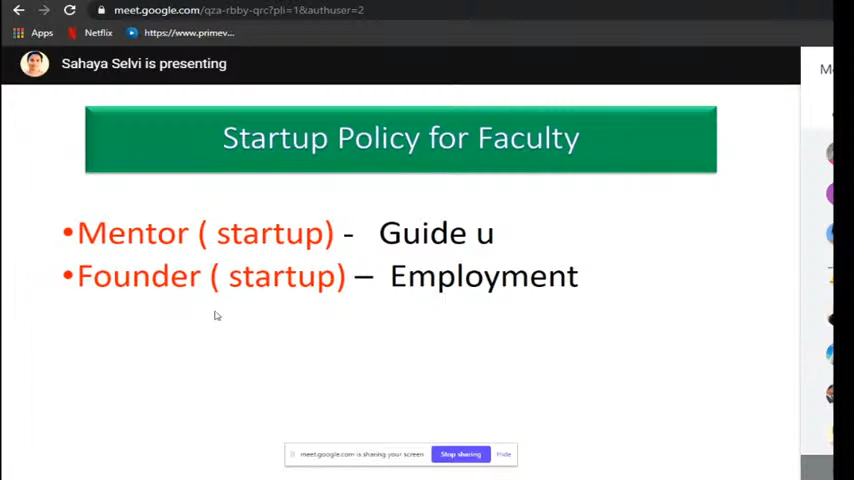 meet.google.com/qza-rbby-qrc?pli=1&authuser=2
Apps Netflix https://www.primev...
Sahaya Selvi is presenting
Startup Policy for Faculty
•Mentor ( startup) - Guide u
•Founder ( startup) – Employment
meet.google.com is sharing your screen Stop sharing Hide